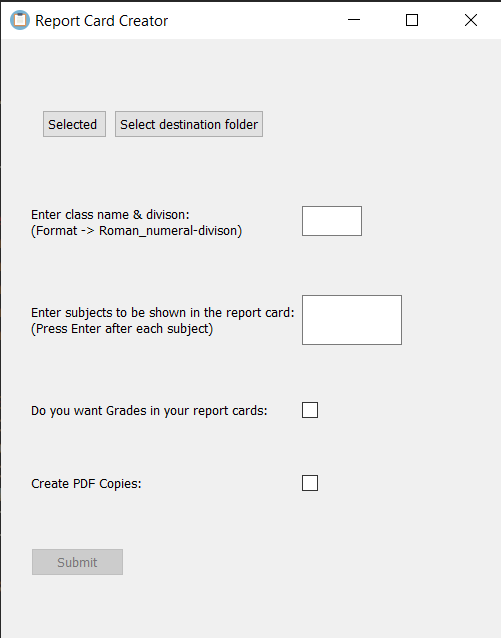 Report Card Creator
Selected
Select destination folder
Enter class name & divison:
(Format -> Roman_numeral-divison)
Enter subjects to be shown in the report card:
(Press Enter after each subject)
Do you want Grades in your report cards:
Create PDF Copies:
Submit